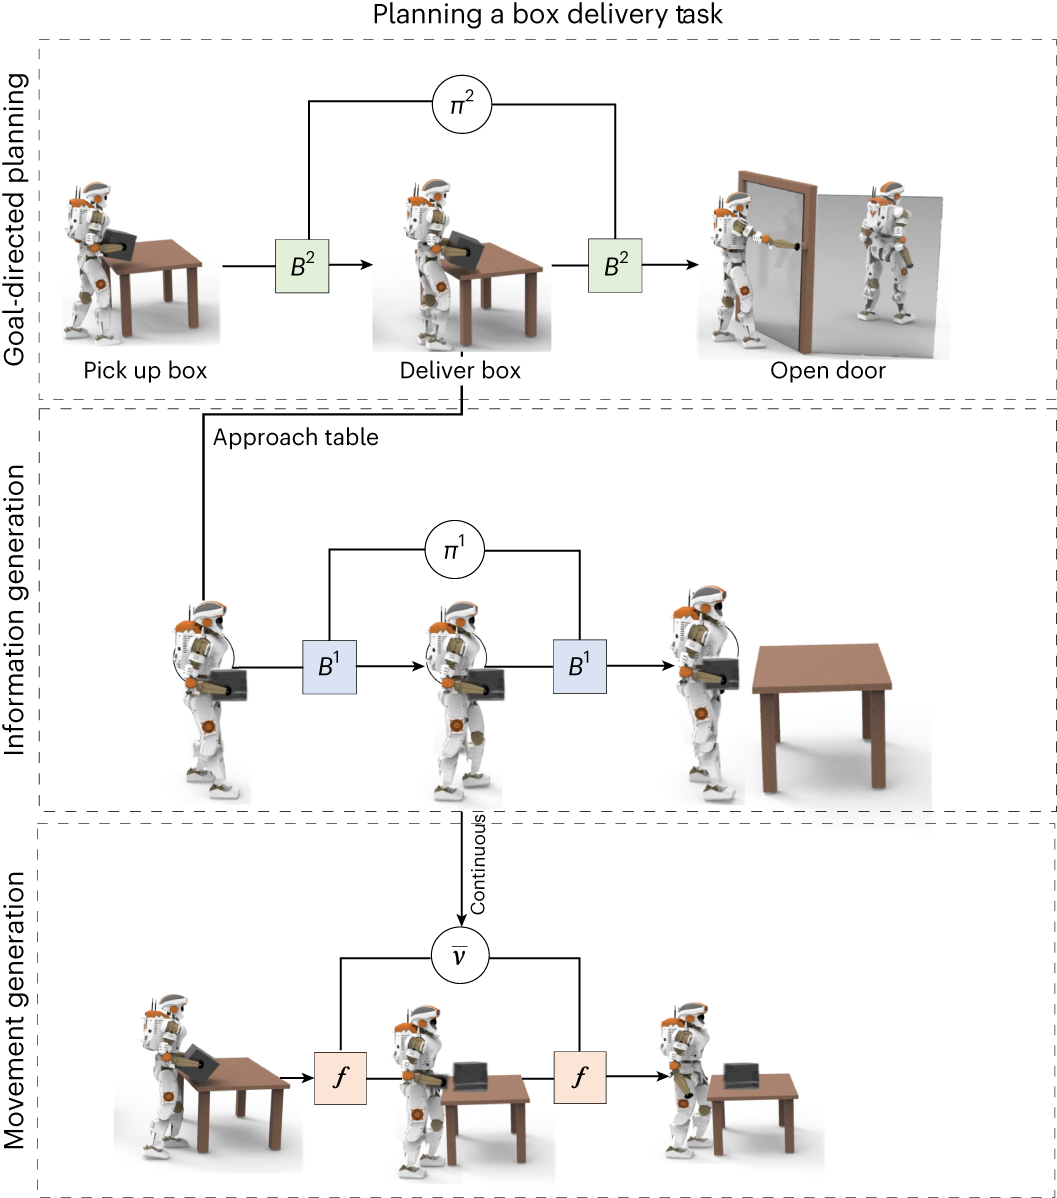 Planning a box delivery task
Goal-directed planning
π²
B²
B²
Pick up box
Deliver box
Open door
Information generation
Approach table
π¹
B¹
B¹
Movement generation
Continuous
ν̅
f
f